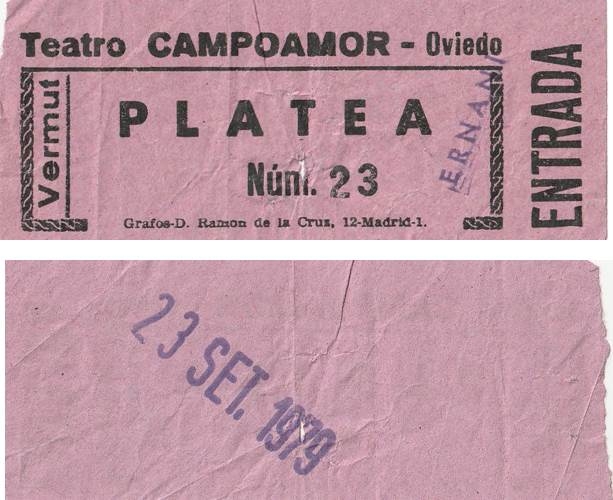 Teatro CAMPOAMOR - Oviedo
Vermut
PLATEA
Núm. 23
ERNANI
ENTRADA
Grafos-D. Ramon de la Cruz, 12-Madrid-1.
23 SET. 1979